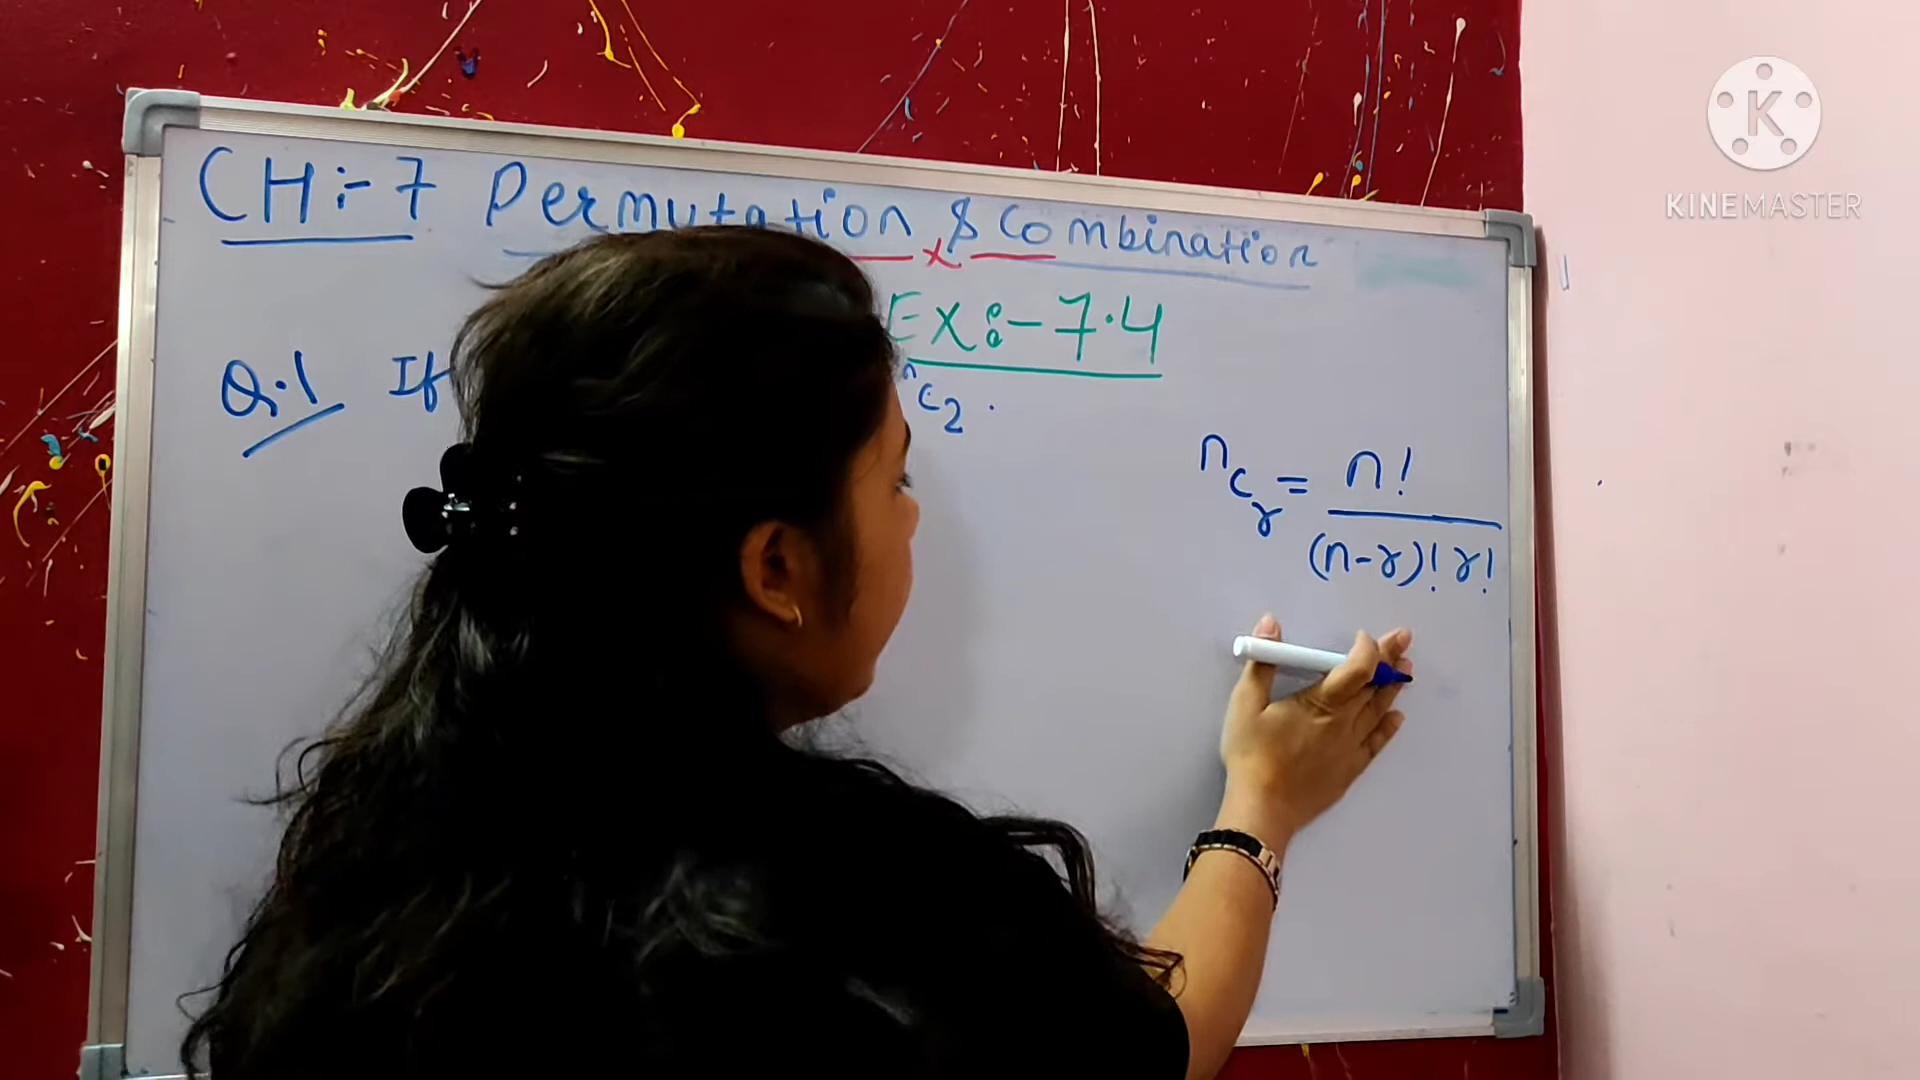 CH:- 7 Permutation & Combination
x
Ex:- 7.4
Q.1 If ⁿC₂.
ⁿCᵣ = n! / (n-r)! r!
K
KINEMASTER